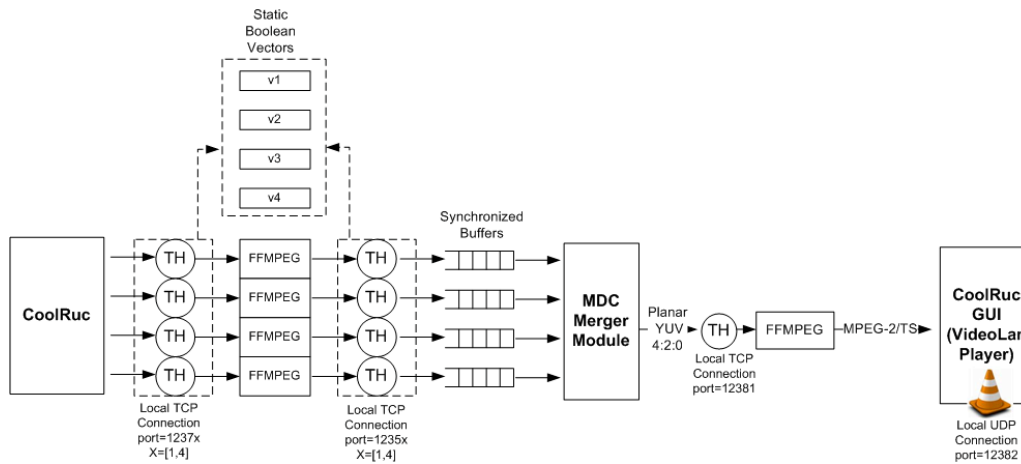 Static
Boolean
Vectors
v1
v2
v3
v4
CoolRuc
TH
TH
TH
TH
Local TCP
Connection
port=1237x
X=[1,4]
FFMPEG
FFMPEG
FFMPEG
FFMPEG
TH
TH
TH
TH
Local TCP
Connection
port=1235x
X=[1,4]
Synchronized
Buffers
MDC
Merger
Module
Planar
YUV
4:2:0
TH
Local TCP
Connection
port=12381
FFMPEG
MPEG-2/TS
CoolRuc
GUI
(VideoLan
Player)
Local UDP
Connection
port=12382